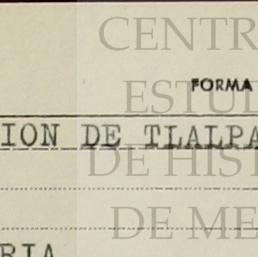 CENTR
FORMA
ESTUD
ION DE TLALPA
DE HIST
DE ME
RIA